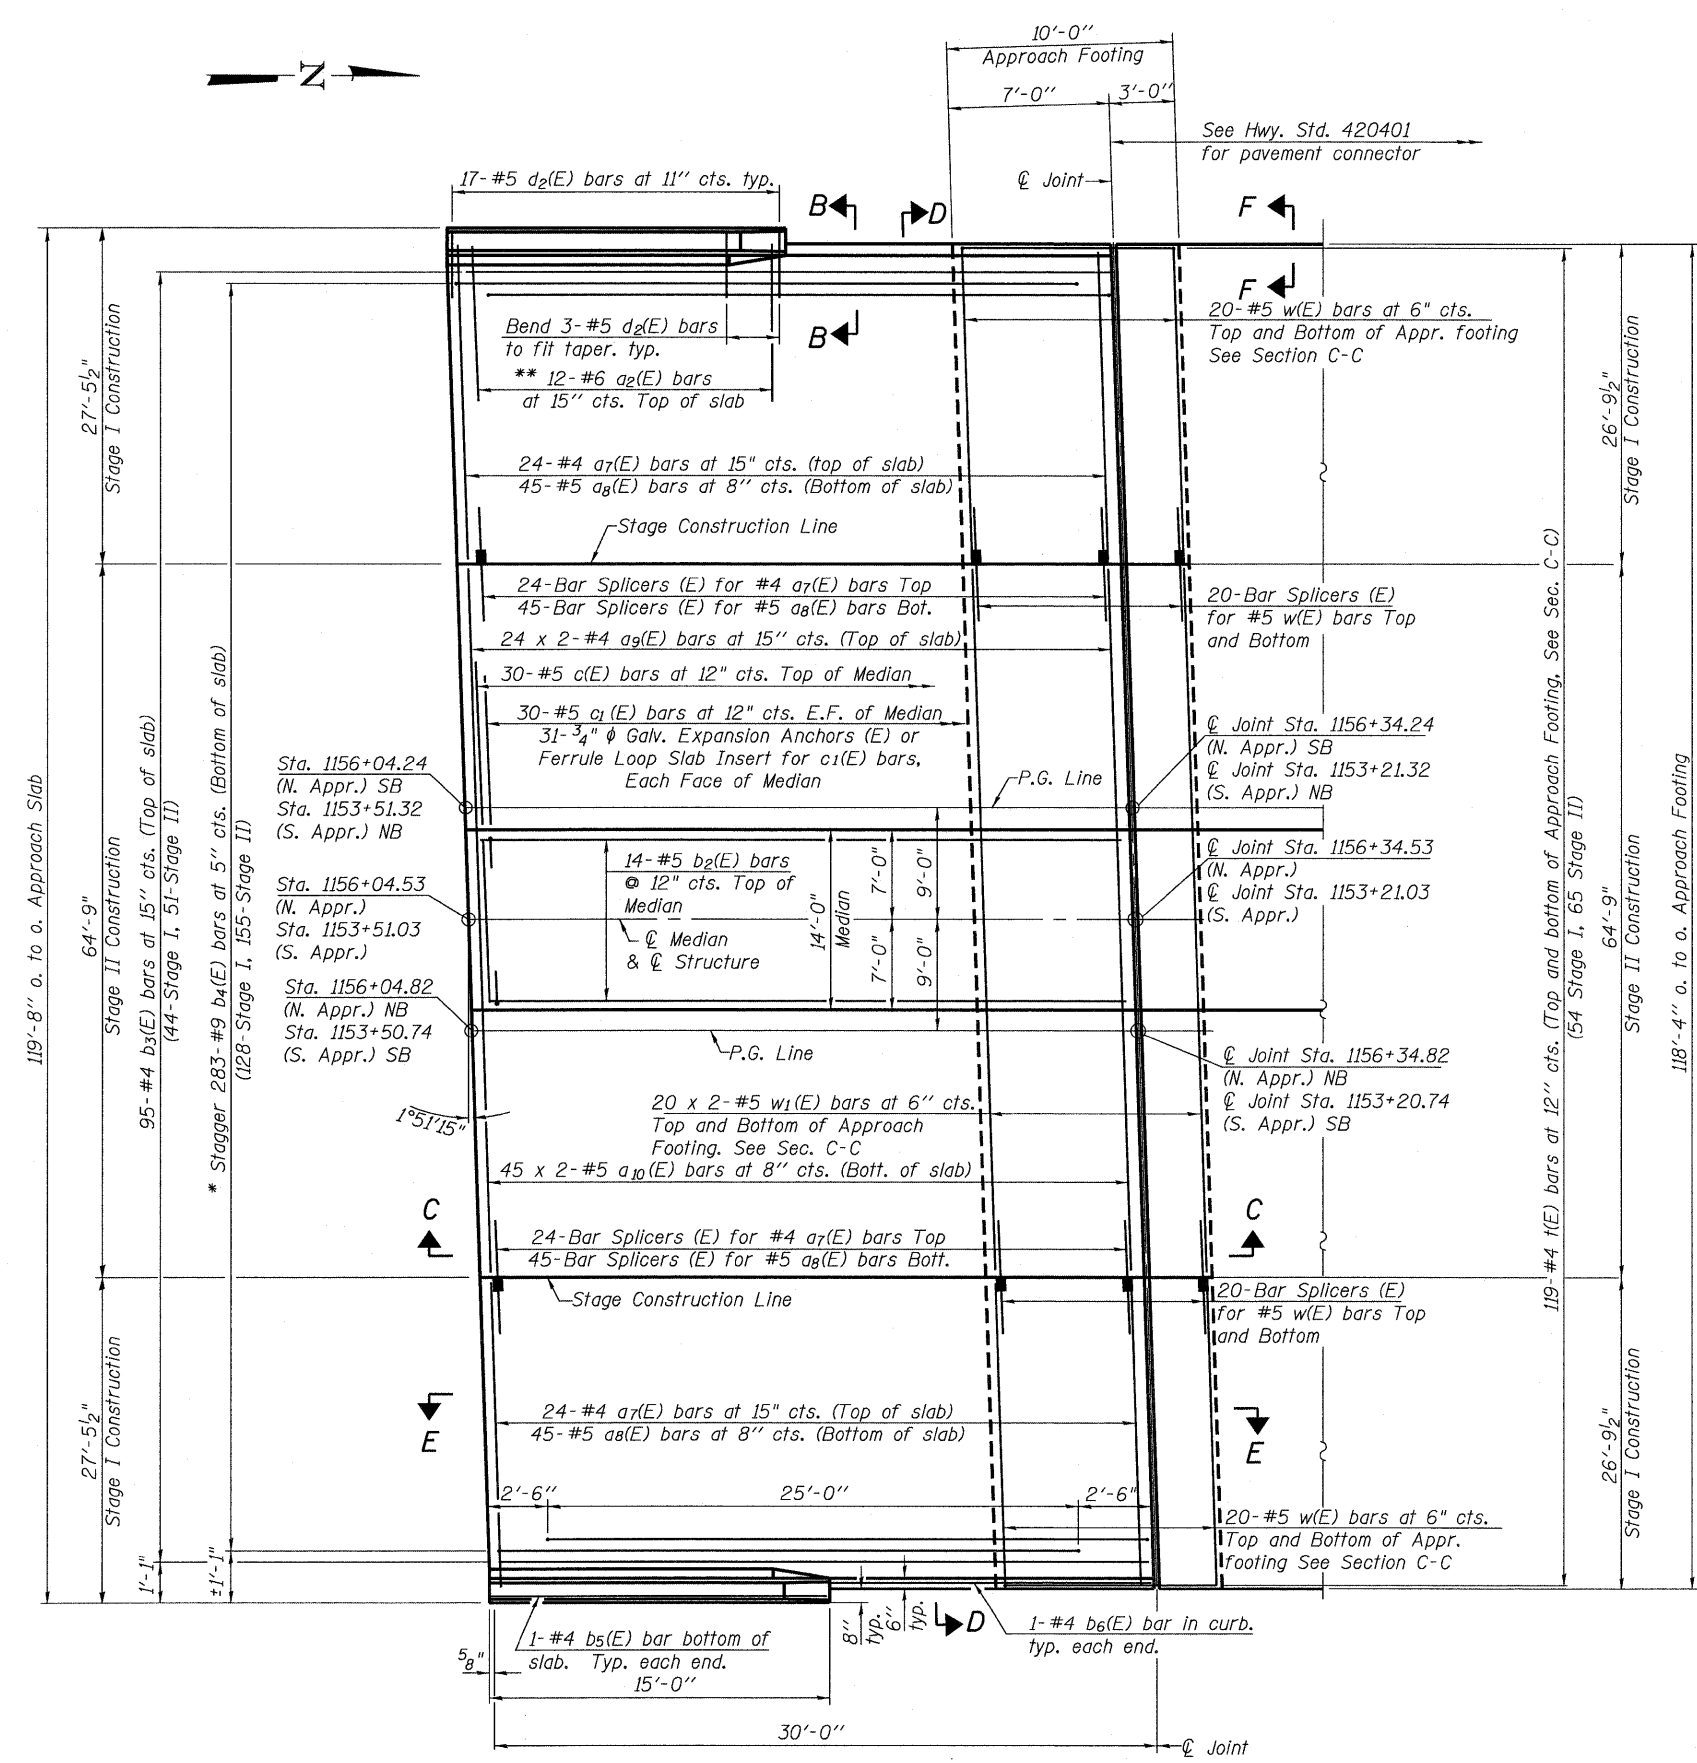 10'-0"
Approach Footing
N
7'-0"
3'-0"
See Hwy. Std. 420401
for pavement connector
17-#5 d2(E) bars at 11" cts. typ.
℄ Joint
B
D
F
F
B
Bend 3-#5 d2(E) bars
to fit taper. typ.
** 12-#6 a2(E) bars
at 15" cts. Top of slab
20-#5 w(E) bars at 6" cts.
Top and Bottom of Appr. footing
See Section C-C
27'-5½"
Stage I Construction
26'-9½"
Stage I Construction
24-#4 a7(E) bars at 15" cts. (top of slab)
45-#5 a8(E) bars at 8" cts. (Bottom of slab)
Stage Construction Line
24-Bar Splicers (E) for #4 a7(E) bars Top
45-Bar Splicers (E) for #5 a8(E) bars Bot.
20-Bar Splicers (E)
for #5 w(E) bars Top
and Bottom
24 x 2-#4 a9(E) bars at 15" cts. (Top of slab)
30-#5 c(E) bars at 12" cts. Top of Median
30-#5 c1(E) bars at 12" cts. E.F. of Median
31-¾" ϕ Galv. Expansion Anchors (E) or
Ferrule Loop Slab Insert for c1(E) bars,
Each Face of Median
P.G. Line
Sta. 1156+04.24
(N. Appr.) SB
Sta. 1153+51.32
(S. Appr.) NB
℄ Joint Sta. 1156+34.24
(N. Appr.) SB
℄ Joint Sta. 1153+21.32
(S. Appr.) NB
119'-8" o. to o. Approach Slab
64'-9"
Stage II Construction
95-#4 b3(E) bars at 15" cts. (Top of slab)
(44-Stage I, 51-Stage II)
* Stagger 283-#9 b4(E) bars at 5" cts. (Bottom of slab)
(128-Stage I, 155-Stage II)
14-#5 b2(E) bars
@ 12" cts. Top of
Median
14'-0"
Median
7'-0"
9'-0"
7'-0"
9'-0"
℄ Median
& ℄ Structure
Sta. 1156+04.53
(N. Appr.)
Sta. 1153+51.03
(S. Appr.)
℄ Joint Sta. 1156+34.53
(N. Appr.)
℄ Joint Sta. 1153+21.03
(S. Appr.)
Sta. 1156+04.82
(N. Appr.) NB
Sta. 1153+50.74
(S. Appr.) SB
P.G. Line
℄ Joint Sta. 1156+34.82
(N. Appr.) NB
℄ Joint Sta. 1153+20.74
(S. Appr.) SB
119-#4 t(E) bars at 12" cts. (Top and bottom of Approach Footing, See Sec. C-C)
(54 Stage I, 65 Stage II)
64'-9"
Stage II Construction
118'-4" o. to o. Approach Footing
1°51'15"
20 x 2-#5 w1(E) bars at 6" cts.
Top and Bottom of Approach
Footing. See Sec. C-C
45 x 2-#5 a10(E) bars at 8" cts. (Bott. of slab)
C
C
24-Bar Splicers (E) for #4 a7(E) bars Top
45-Bar Splicers (E) for #5 a8(E) bars Bott.
Stage Construction Line
20-Bar Splicers (E)
for #5 w(E) bars Top
and Bottom
27'-5½"
Stage I Construction
26'-9½"
Stage I Construction
E
E
24-#4 a7(E) bars at 15" cts. (Top of slab)
45-#5 a8(E) bars at 8" cts. (Bottom of slab)
2'-6"
25'-0"
2'-6"
20-#5 w(E) bars at 6" cts.
Top and Bottom of Appr.
footing See Section C-C
1'-1"
±1'-1"
8"
typ.
6"
typ.
D
1-#4 b6(E) bar in curb.
typ. each end.
1-#4 b5(E) bar bottom of
slab. Typ. each end.
⅝"
15'-0"
30'-0"
℄ Joint